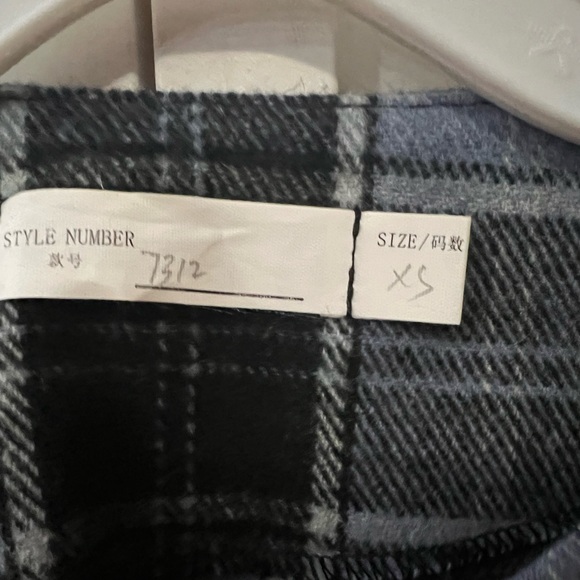 STYLE NUMBER
款号 7312
SIZE/码数
XS